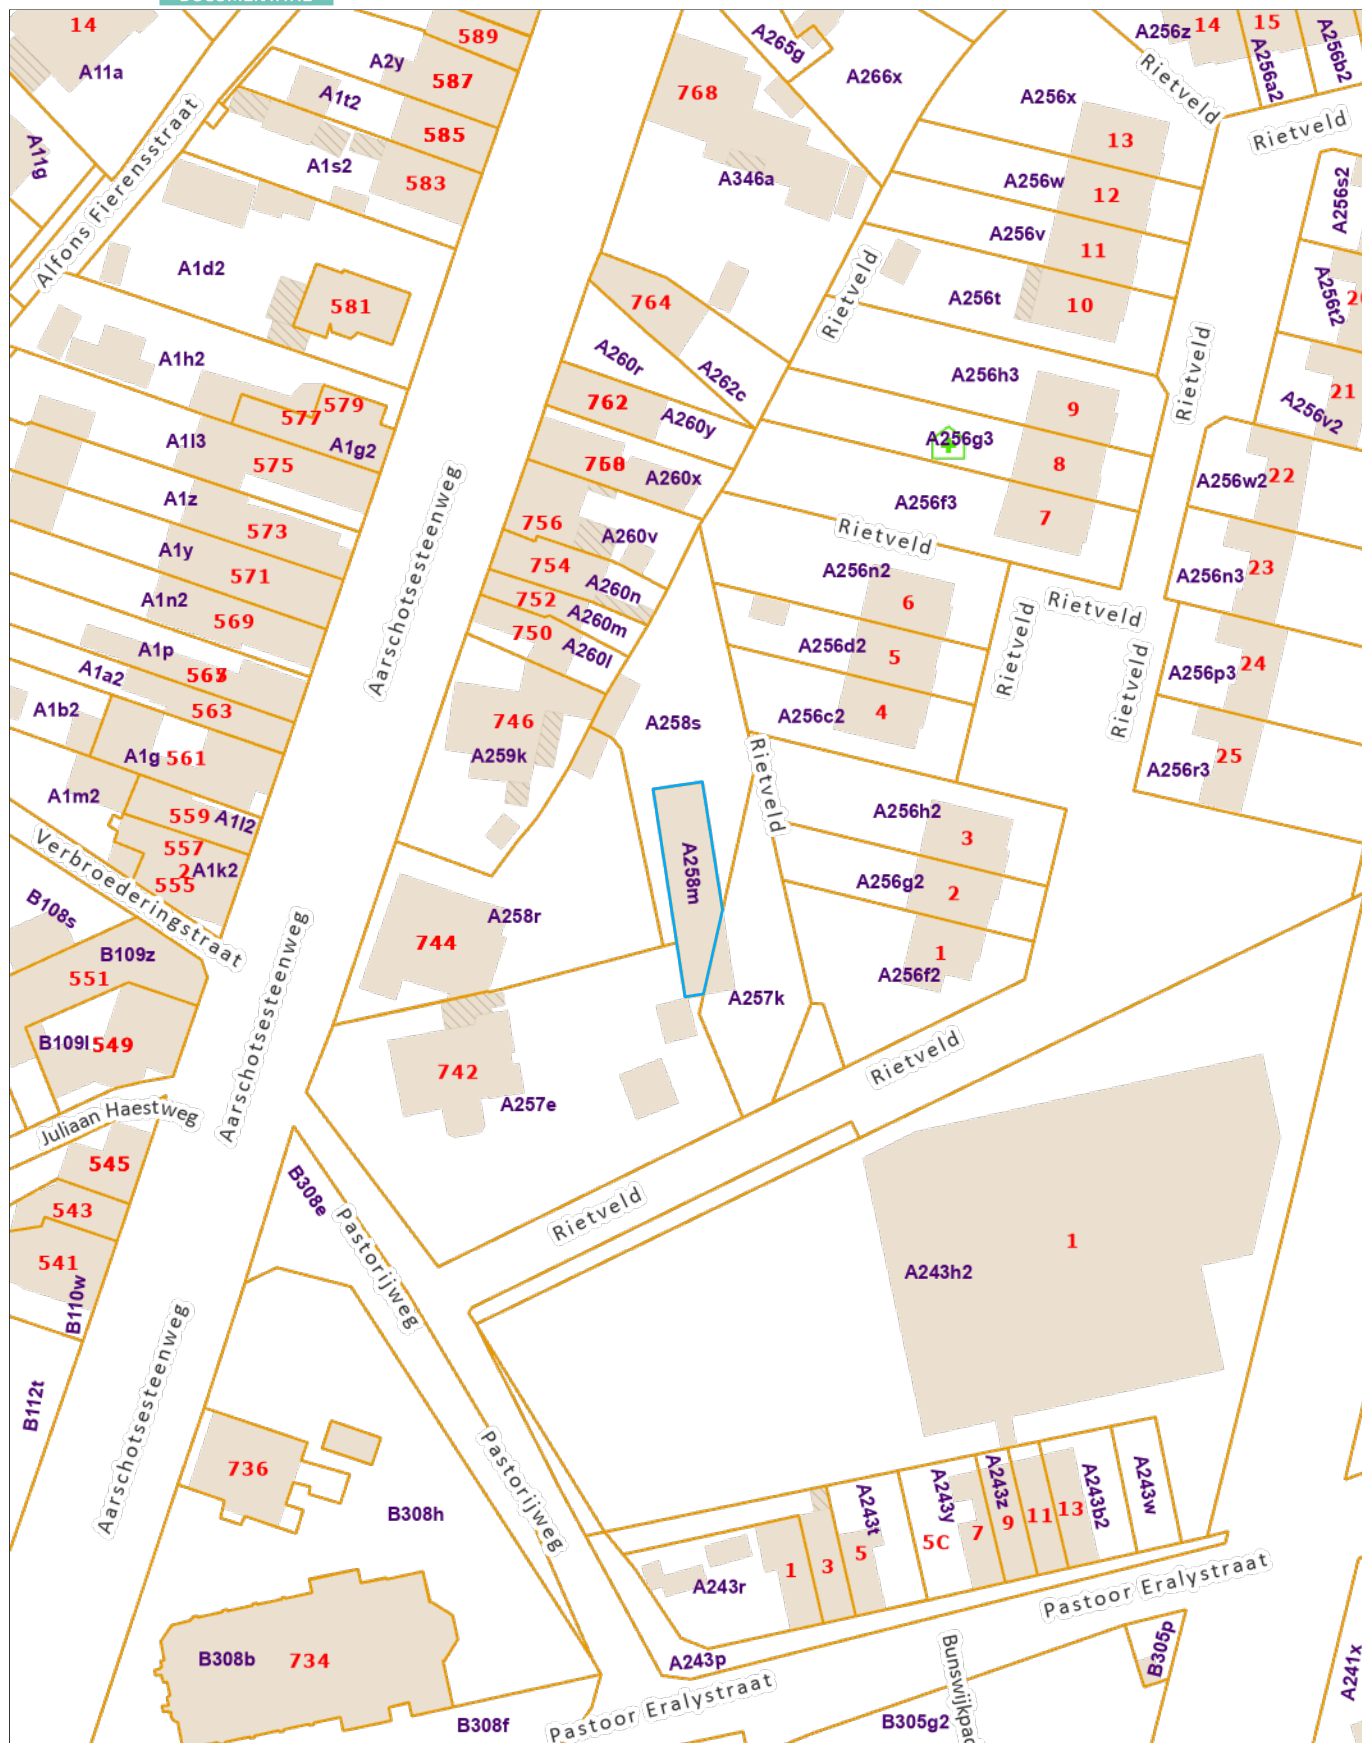 14
A11a
A11g
Alfons Fierensstraat
A2y
589
587
A1t2
585
A1s2
583
A1d2
581
A1h2
579
577
A1g2
A1l3
575
A1z
573
A1y
571
A1n2
569
A1p
A1a2
563
A1b2
A1g
561
A1m2
559
A1l2
557
2
A1k2
555
Verbroederingstraat
B108s
B109z
551
B109l
549
Juliaan Haestweg
545
543
541
B110w
B112t
Aarschotsesteenweg
Aarschotsesteenweg
Aarschotsesteenweg
A265g
A266x
768
A346a
764
A262c
A260r
762
A260y
A260x
756
A260v
754
A260n
752
A260m
750
A260l
746
A259k
A258s
A258m
A258r
744
742
A257e
A257k
Rietveld
A256z
14
15
A256a2
A256b2
Rietveld
Rietveld
A256x
13
A256w
12
A256v
11
A256t
10
A256h3
9
A256g3
4
8
A256f3
7
Rietveld
Rietveld
A256s2
A256t2
21
A256v2
A256w2
22
A256n3
23
A256p3
24
A256r3
25
Rietveld
Rietveld
Rietveld
A256n2
6
A256d2
5
A256c2
4
Rietveld
A256h2
3
A256g2
2
1
A256f2
Rietveld
Rietveld
B308e
Pastorijweg
Pastorijweg
1
A243h2
736
B308h
B308b
734
B308f
A243r
1
3
5
A243t
A243y
5C
7
A243z
9
11
13
A243b2
A243w
A243p
Pastoor Eralystraat
Pastoor Eralystraat
B305p
B305g2
A241x